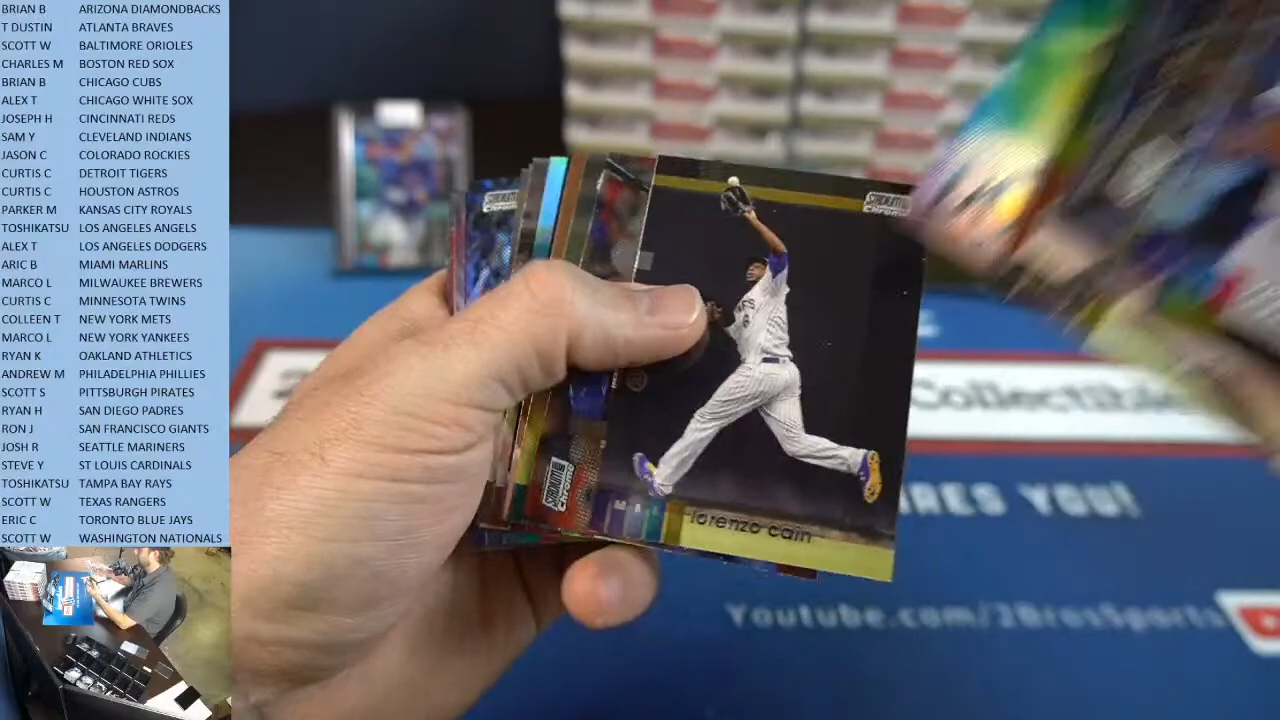 BRIAN B ARIZONA DIAMONDBACKS
T DUSTIN ATLANTA BRAVES
SCOTT W BALTIMORE ORIOLES
CHARLES M BOSTON RED SOX
BRIAN B CHICAGO CUBS
ALEX T CHICAGO WHITE SOX
JOSEPH H CINCINNATI REDS
SAM Y CLEVELAND INDIANS
JASON C COLORADO ROCKIES
CURTIS C DETROIT TIGERS
CURTIS C HOUSTON ASTROS
PARKER M KANSAS CITY ROYALS
TOSHIKATSU LOS ANGELES ANGELS
ALEX T LOS ANGELES DODGERS
ARIC B MIAMI MARLINS
MARCO L MILWAUKEE BREWERS
CURTIS C MINNESOTA TWINS
COLLEEN T NEW YORK METS
MARCO L NEW YORK YANKEES
RYAN K OAKLAND ATHLETICS
ANDREW M PHILADELPHIA PHILLIES
SCOTT S PITTSBURGH PIRATES
RYAN H SAN DIEGO PADRES
RON J SAN FRANCISCO GIANTS
JOSH R SEATTLE MARINERS
STEVE Y ST LOUIS CARDINALS
TOSHIKATSU TAMPA BAY RAYS
SCOTT W TEXAS RANGERS
ERIC C TORONTO BLUE JAYS
SCOTT W WASHINGTON NATIONALS
STADIUM
CHROME
STADIUM
STADIUM
CHROME
lorenzo cain
Collectibles
YOU!
Youtube.com/2BrosSports